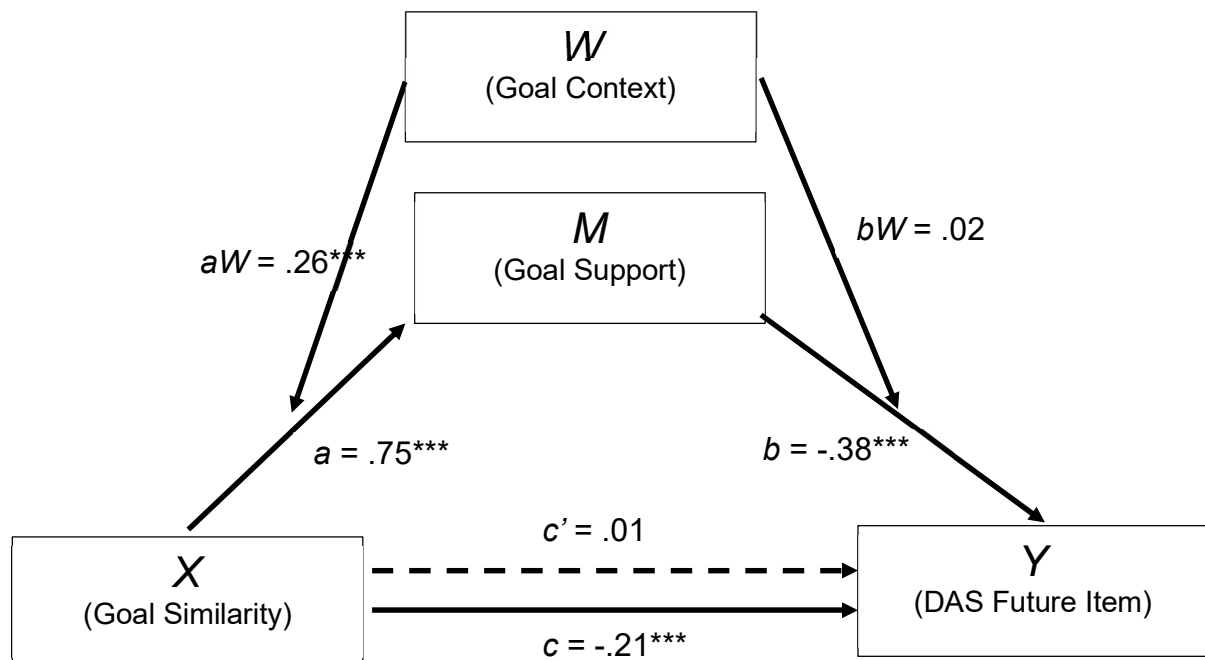 W
(Goal Context)
M
(Goal Support)
aW = .26***
bW = .02
a = .75***
b = -.38***
c’ = .01
X
(Goal Similarity)
Y
(DAS Future Item)
c = -.21***